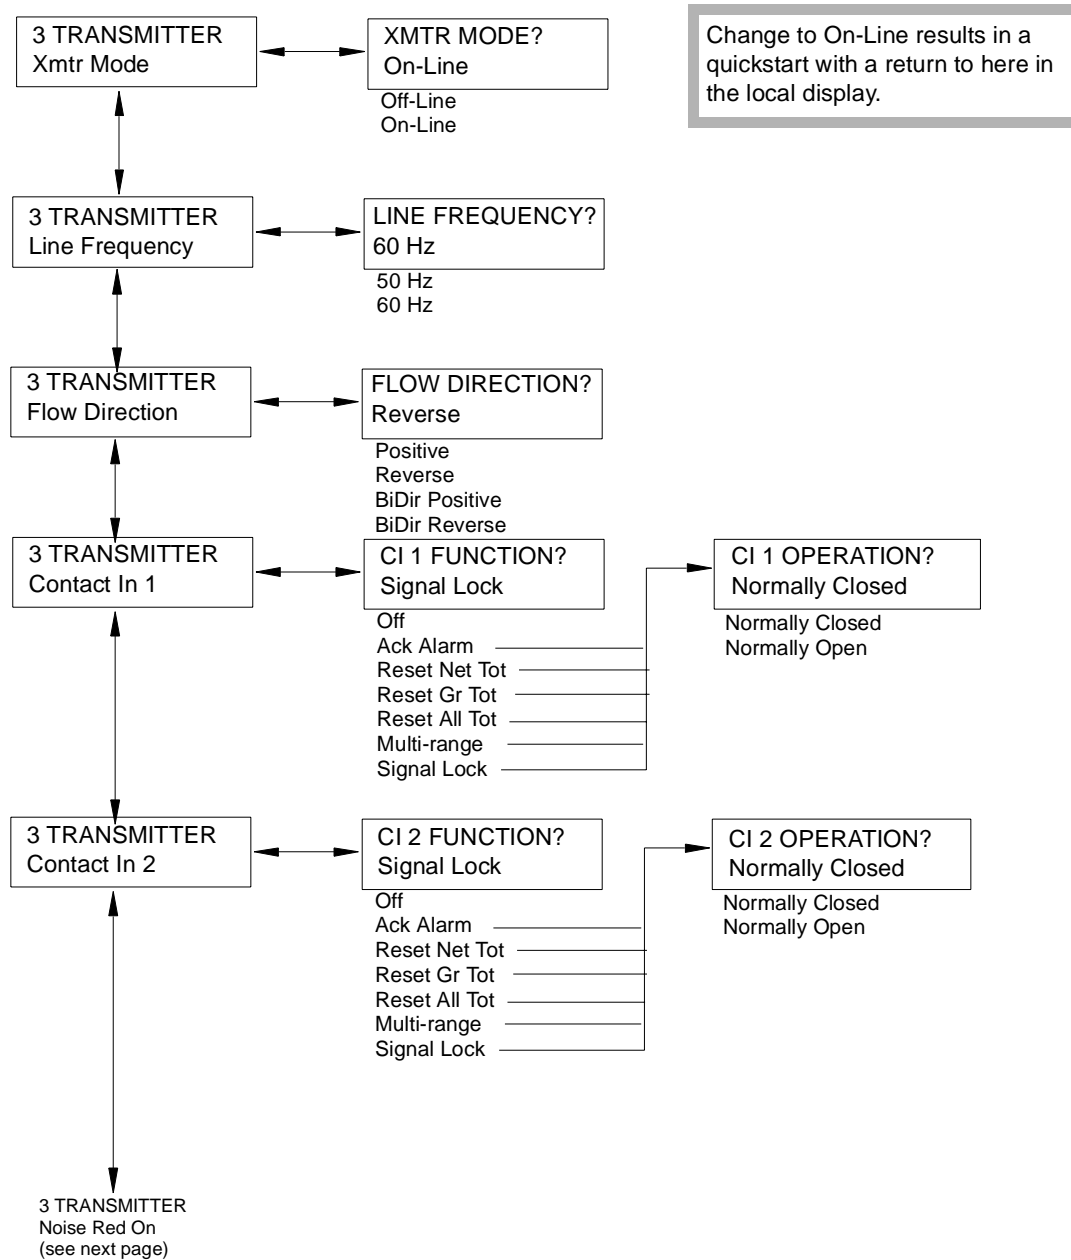 3 TRANSMITTER
Xmtr Mode
XMTR MODE?
On-Line
Off-Line
On-Line
Change to On-Line results in a
quickstart with a return to here in
the local display.
3 TRANSMITTER
Line Frequency
LINE FREQUENCY?
60 Hz
50 Hz
60 Hz
3 TRANSMITTER
Flow Direction
FLOW DIRECTION?
Reverse
Positive
Reverse
BiDir Positive
BiDir Reverse
3 TRANSMITTER
Contact In 1
CI 1 FUNCTION?
Signal Lock
Off
Ack Alarm
Reset Net Tot
Reset Gr Tot
Reset All Tot
Multi-range
Signal Lock
CI 1 OPERATION?
Normally Closed
Normally Closed
Normally Open
3 TRANSMITTER
Contact In 2
CI 2 FUNCTION?
Signal Lock
Off
Ack Alarm
Reset Net Tot
Reset Gr Tot
Reset All Tot
Multi-range
Signal Lock
CI 2 OPERATION?
Normally Closed
Normally Closed
Normally Open
3 TRANSMITTER
Noise Red On
(see next page)